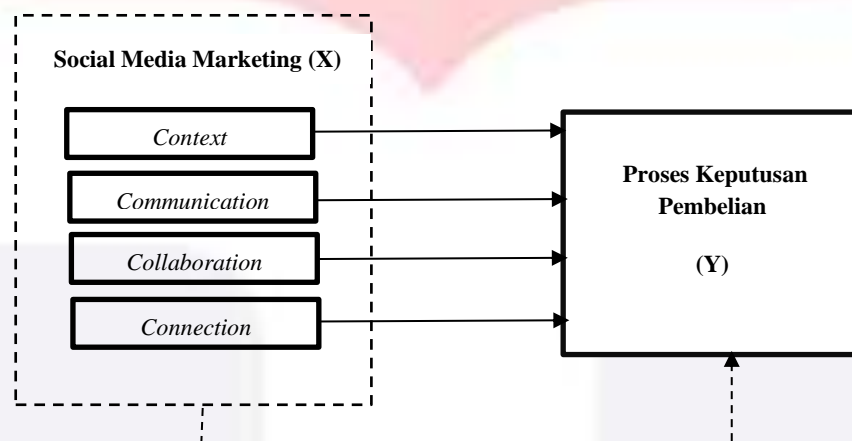 Social Media Marketing (X)
Context
Communication
Collaboration
Connection
Proses Keputusan
Pembelian
(Y)